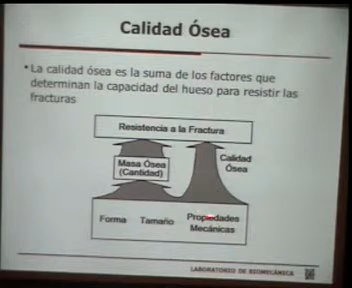 Calidad Ósea
• La calidad ósea es la suma de los factores que
determinan la capacidad del hueso para resistir las
fracturas
Resistencia a la Fractura
Masa Ósea
(Cantidad)
Calidad
Ósea
Forma Tamaño Propiedades
Mecánicas
LABORATORIO DE BIOMECÁNICA